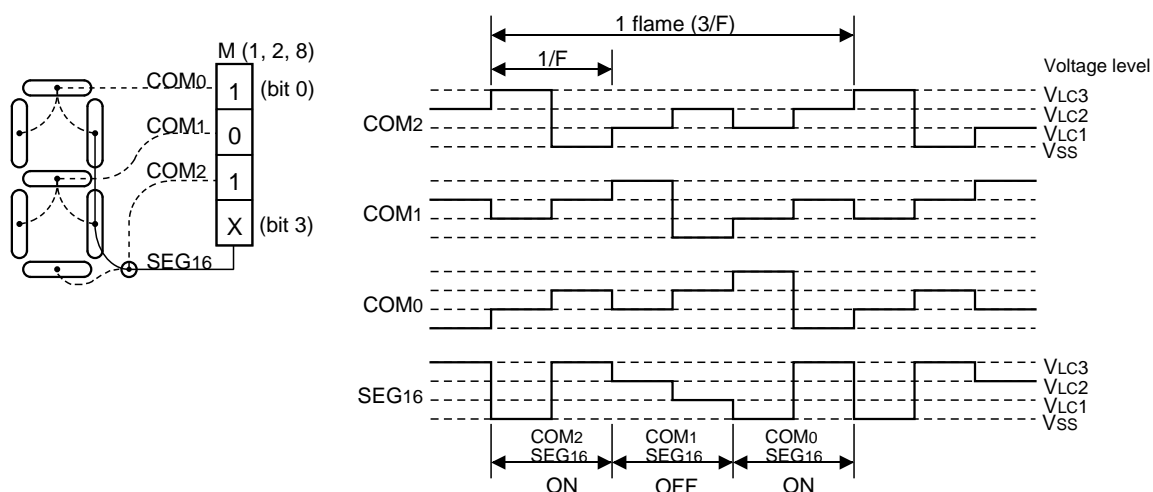 M (1, 2, 8)
COM0
1 (bit 0)
COM1
0
COM2
1
X (bit 3)
SEG16
1 flame (3/F)
1/F
Voltage level
COM2
VLC3
VLC2
VLC1
VSS
COM1
COM0
SEG16
VLC3
VLC2
VLC1
VSS
COM2 COM1 COM0
SEG16 SEG16 SEG16
ON OFF ON